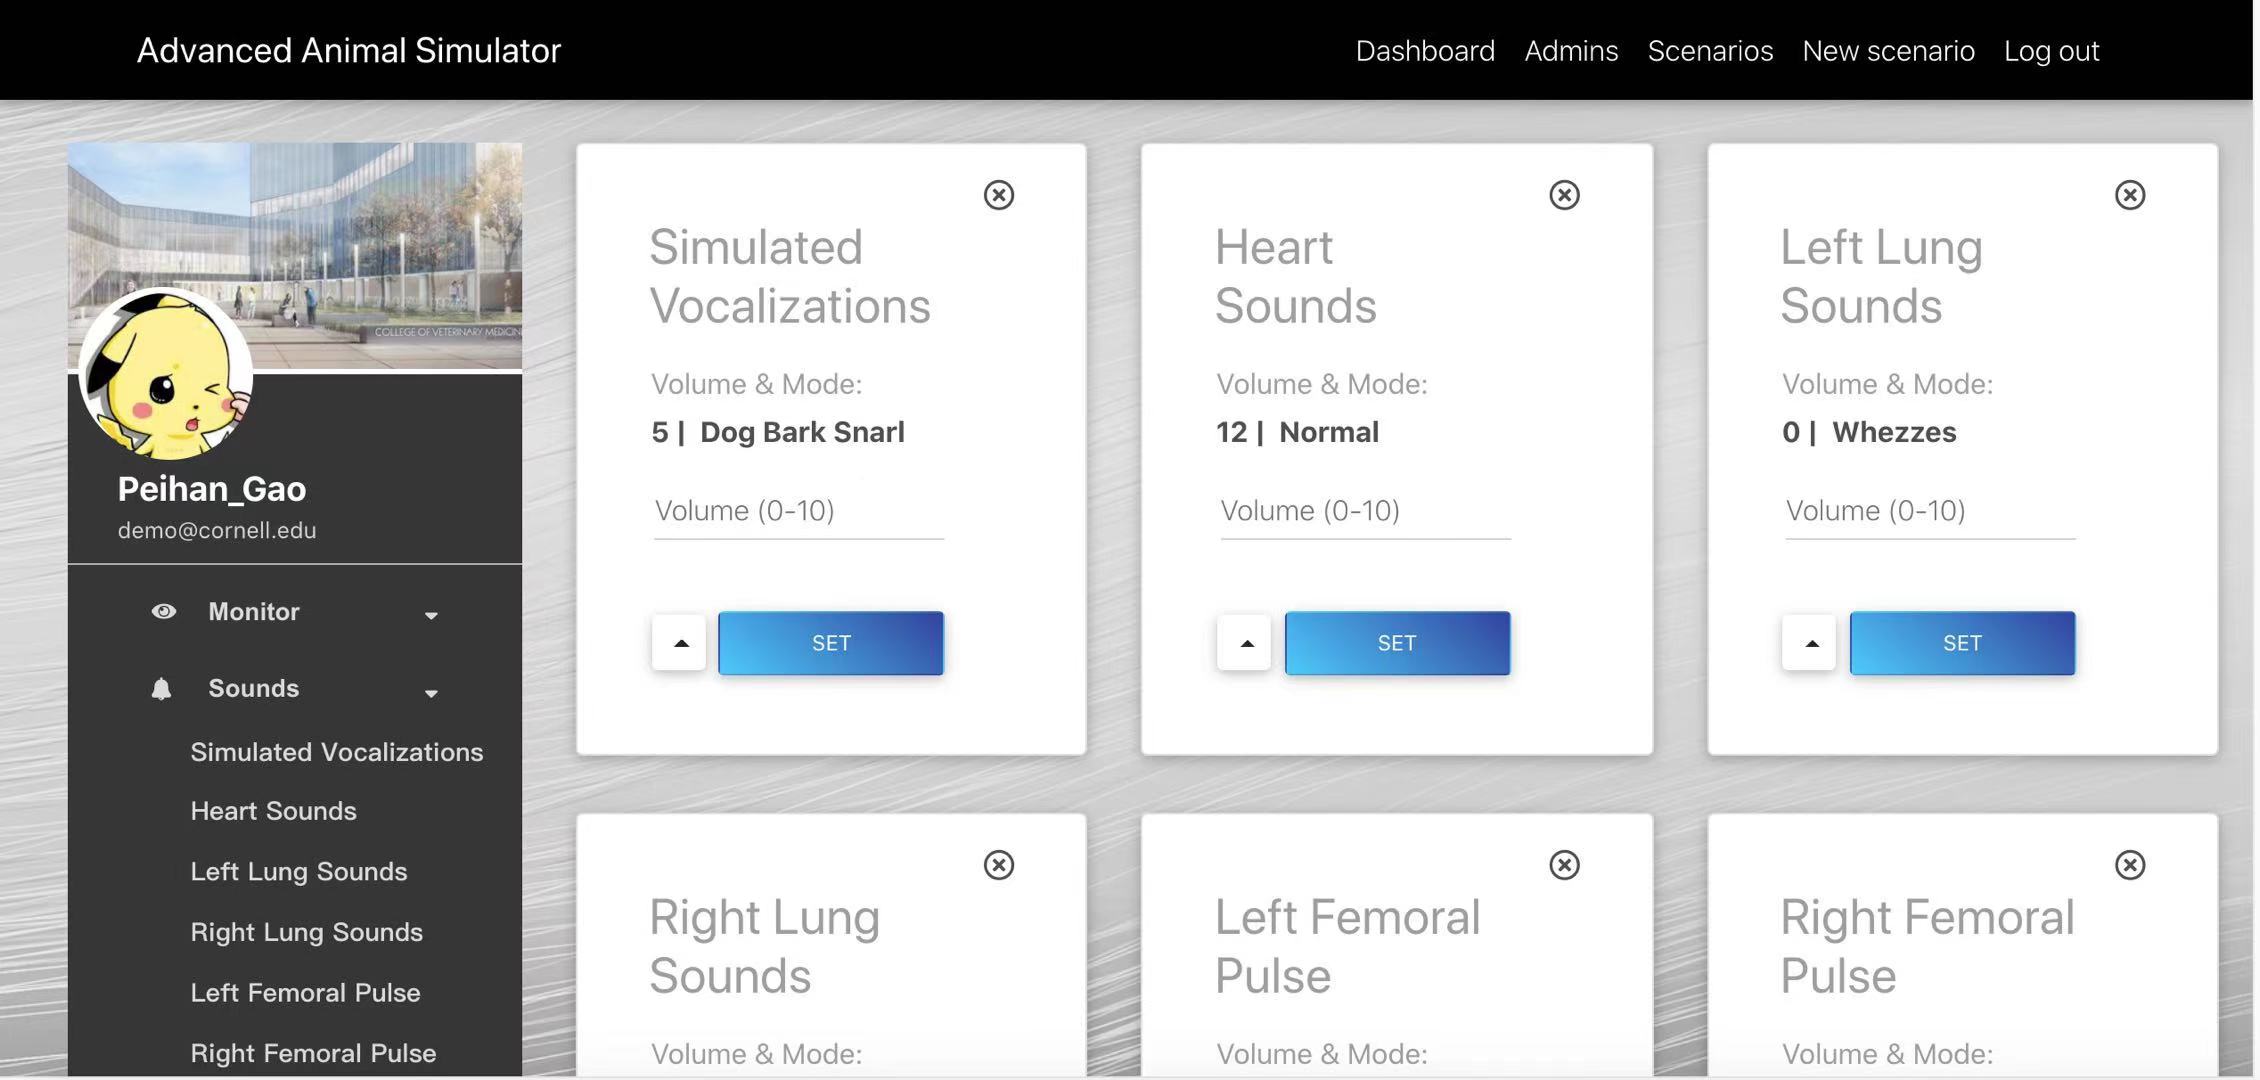 Advanced Animal Simulator
Dashboard Admins Scenarios New scenario Log out
COLLEGE OF VETERINARY MEDICIN
Peihan_Gao
demo@cornell.edu
Monitor
Sounds
Simulated Vocalizations
Heart Sounds
Left Lung Sounds
Right Lung Sounds
Left Femoral Pulse
Right Femoral Pulse
Simulated
Vocalizations
Volume & Mode:
5 | Dog Bark Snarl
Volume (0-10)
SET
Heart
Sounds
Volume & Mode:
12 | Normal
Volume (0-10)
SET
Left Lung
Sounds
Volume & Mode:
0 | Whezzes
Volume (0-10)
SET
Right Lung
Sounds
Volume & Mode:
Left Femoral
Pulse
Volume & Mode:
Right Femoral
Pulse
Volume & Mode: